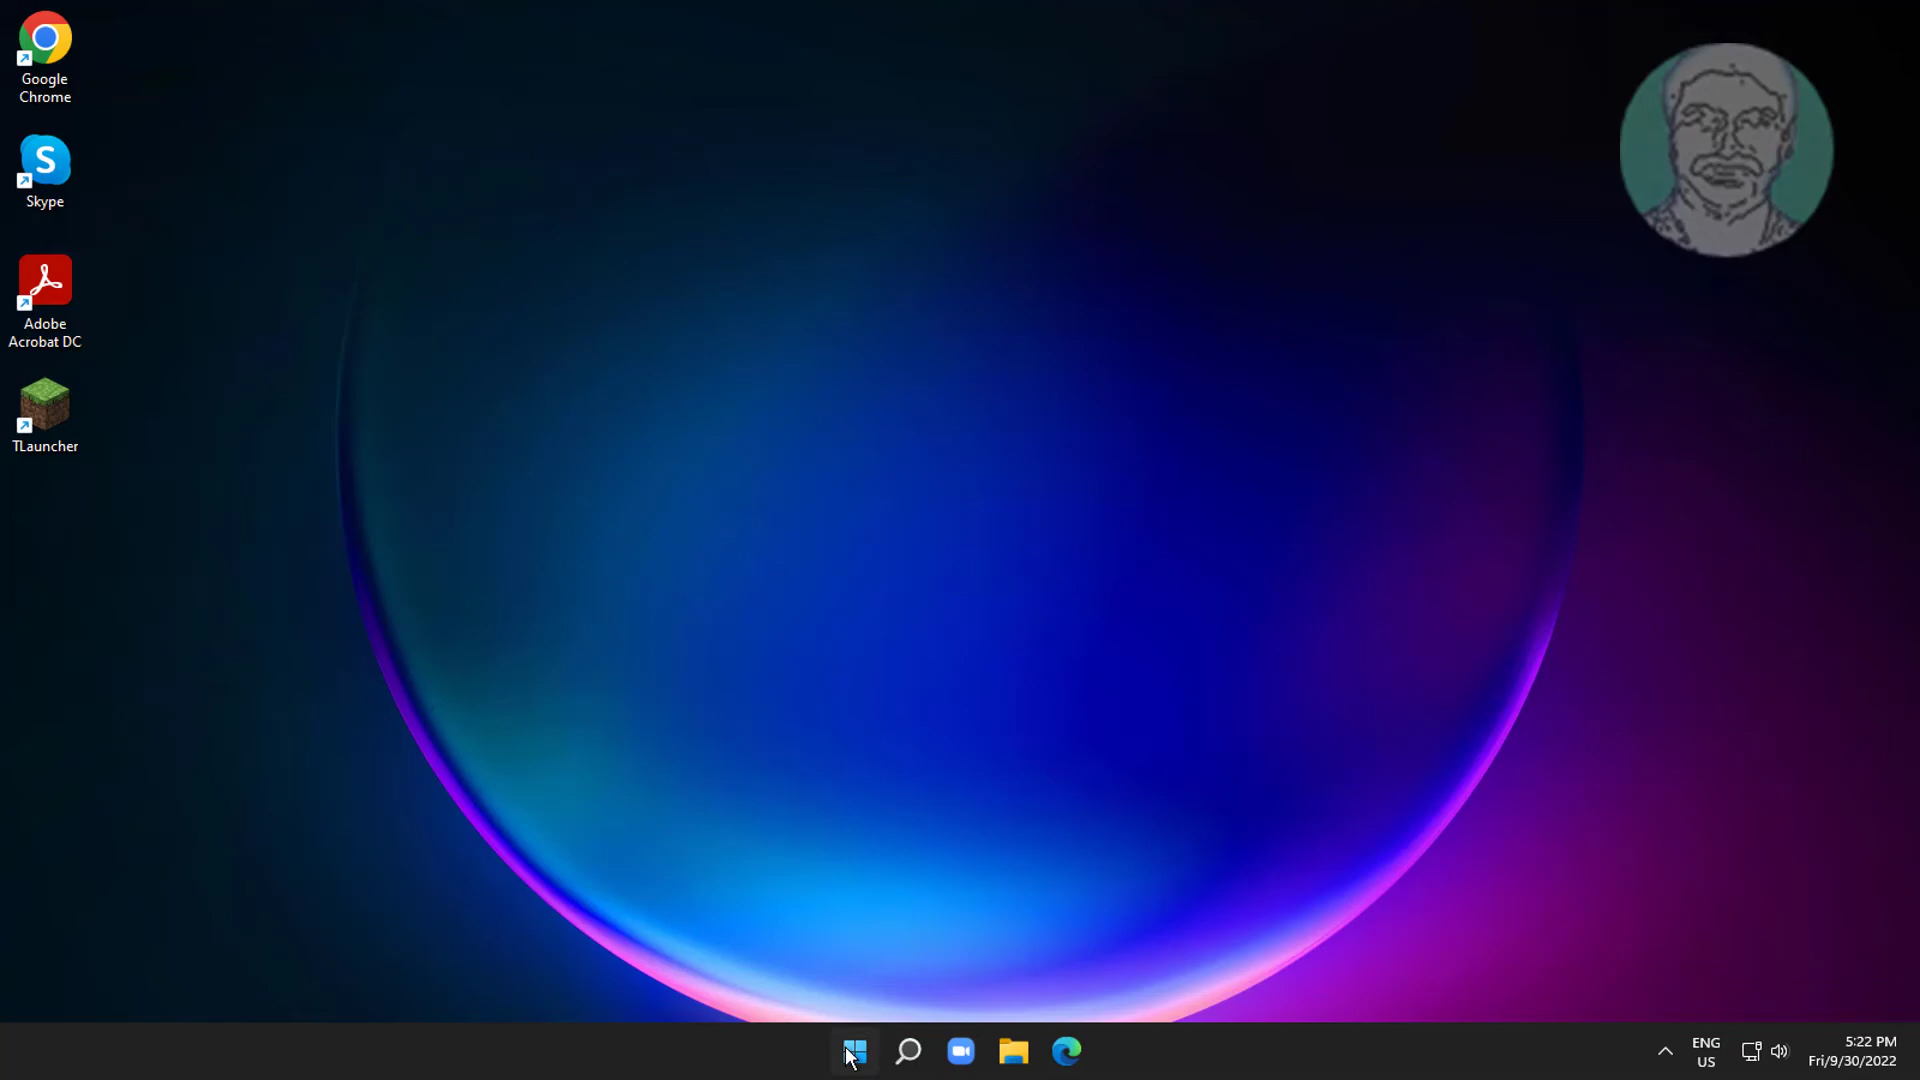 Google
Chrome
S
Skype
Adobe
Acrobat DC
TLauncher
ENG
US
5:22 PM
Fri/9/30/2022